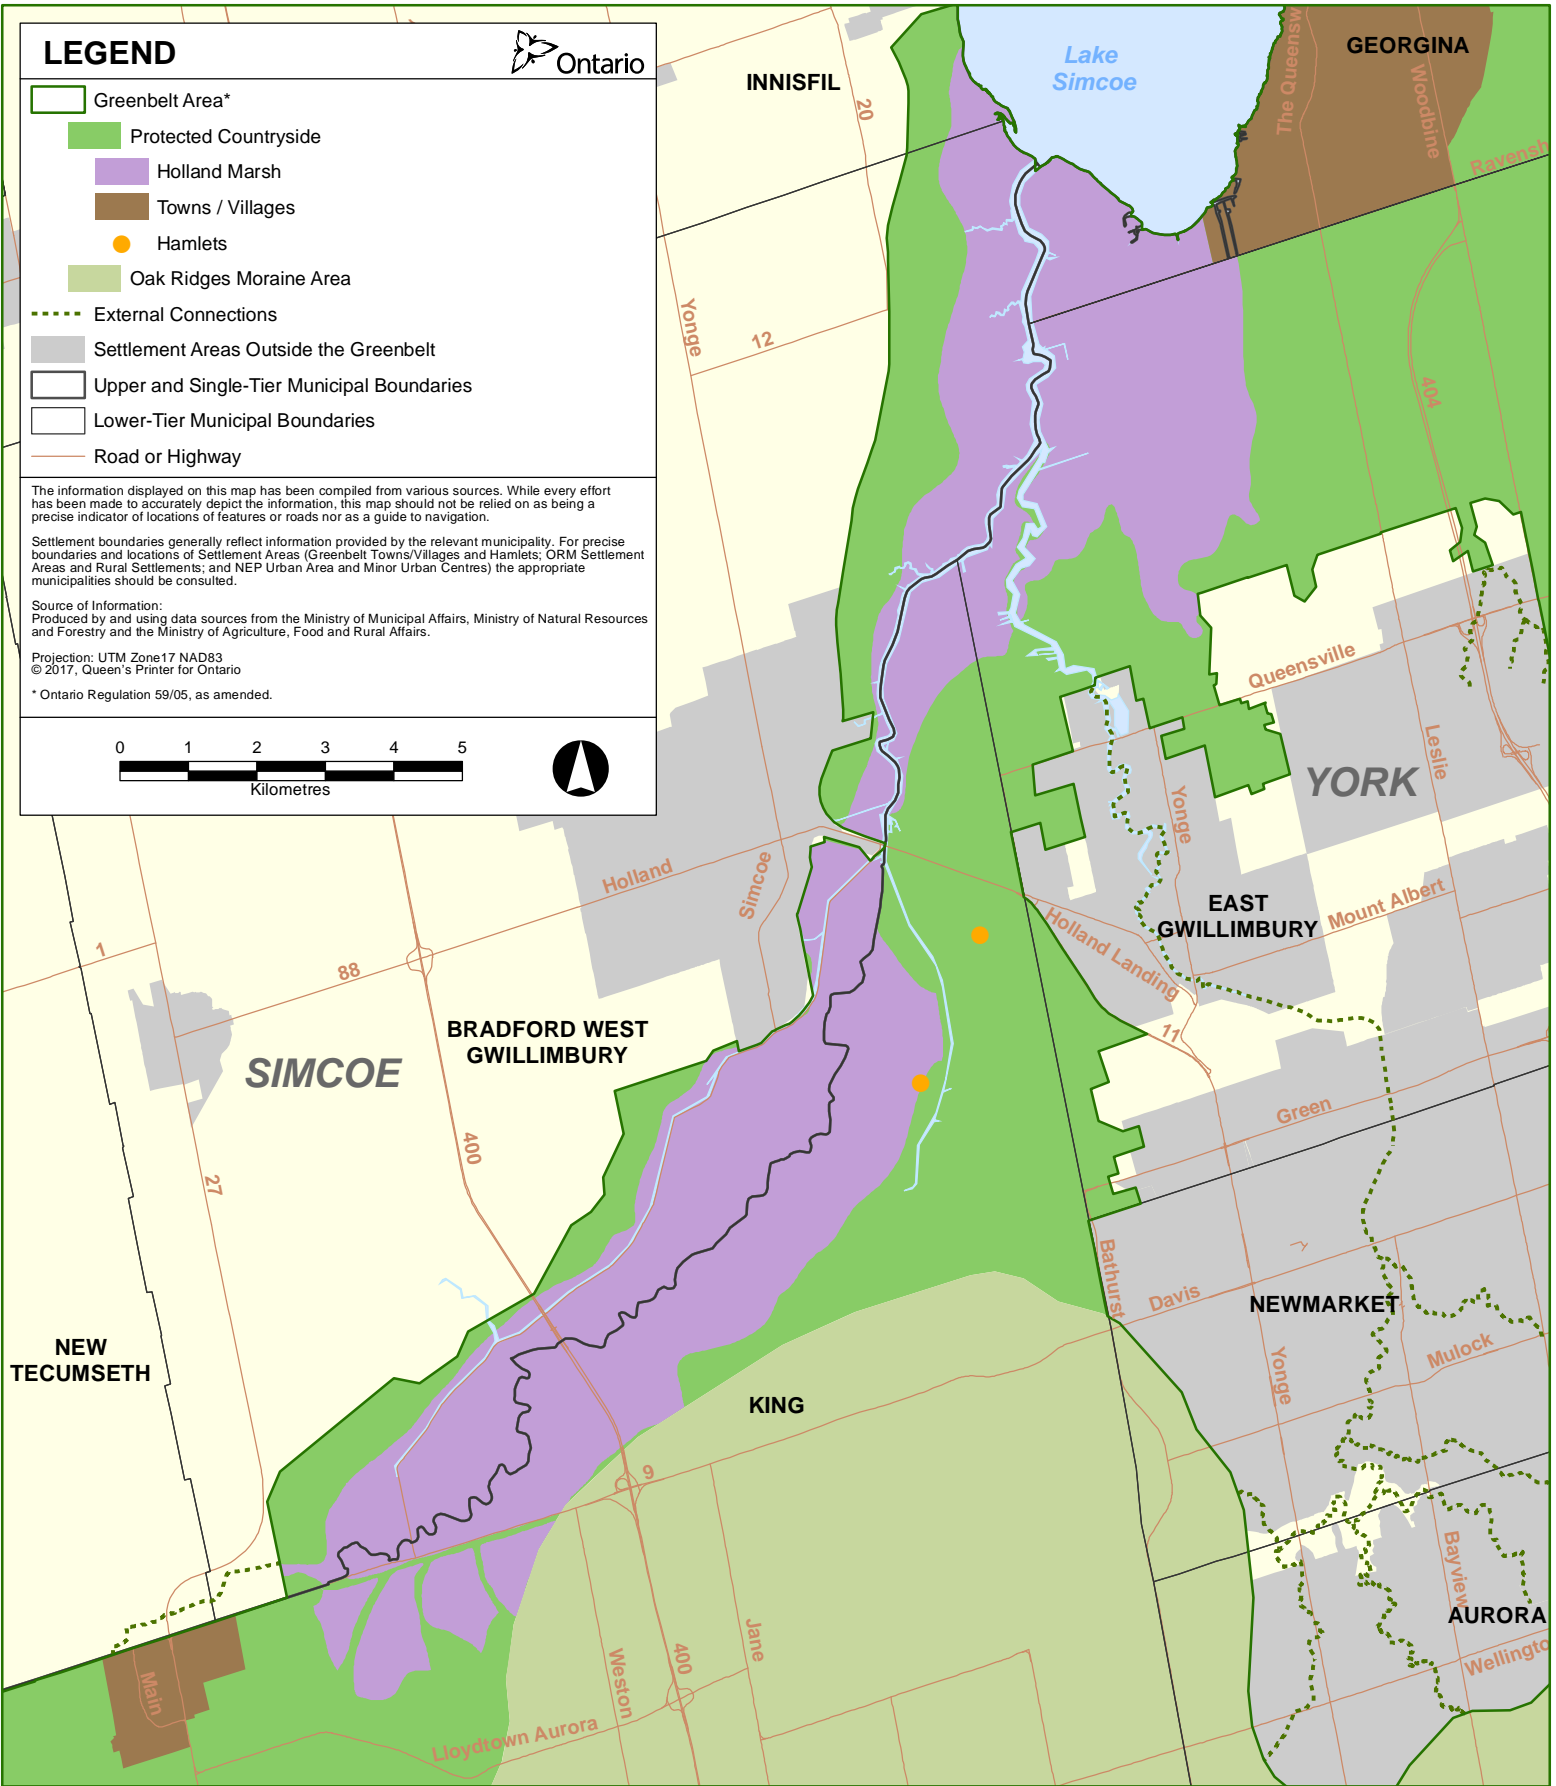 LEGEND
Ontario
Greenbelt Area*
Protected Countryside
Holland Marsh
Towns / Villages
Hamlets
Oak Ridges Moraine Area
External Connections
Settlement Areas Outside the Greenbelt
Upper and Single-Tier Municipal Boundaries
Lower-Tier Municipal Boundaries
Road or Highway
The information displayed on this map has been compiled from various sources. While every effort
has been made to accurately depict the information, this map should not be relied on as being a
precise indicator of locations of features or roads nor as a guide to navigation.
Settlement boundaries generally reflect information provided by the relevant municipality. For precise
boundaries and locations of Settlement Areas (Greenbelt Towns/Villages and Hamlets; ORM Settlement
Areas and Rural Settlements; and NEP Urban Area and Minor Urban Centres) the appropriate
municipalities should be consulted.
Source of Information:
Produced by and using data sources from the Ministry of Municipal Affairs, Ministry of Natural Resources
and Forestry and the Ministry of Agriculture, Food and Rural Affairs.
Projection: UTM Zone17 NAD83
© 2017, Queen's Printer for Ontario
* Ontario Regulation 59/05, as amended.
0 1 2 3 4 5
Kilometres
INNISFIL
Lake
Simcoe
GEORGINA
The Queensw
Woodbine
Ravensh
20
Yonge
12
404
Queensville
Leslie
YORK
Yonge
Holland
Simcoe
EAST
GWILLIMBURY
Mount Albert
Holland Landing
11
1
88
BRADFORD WEST
GWILLIMBURY
SIMCOE
400
27
Green
Bathurst
Davis
NEWMARKET
Mulock
Yonge
NEW
TECUMSETH
KING
9
Bayview
AURORA
Wellingto
Jane
Weston
400
Main
Lloydtown Aurora